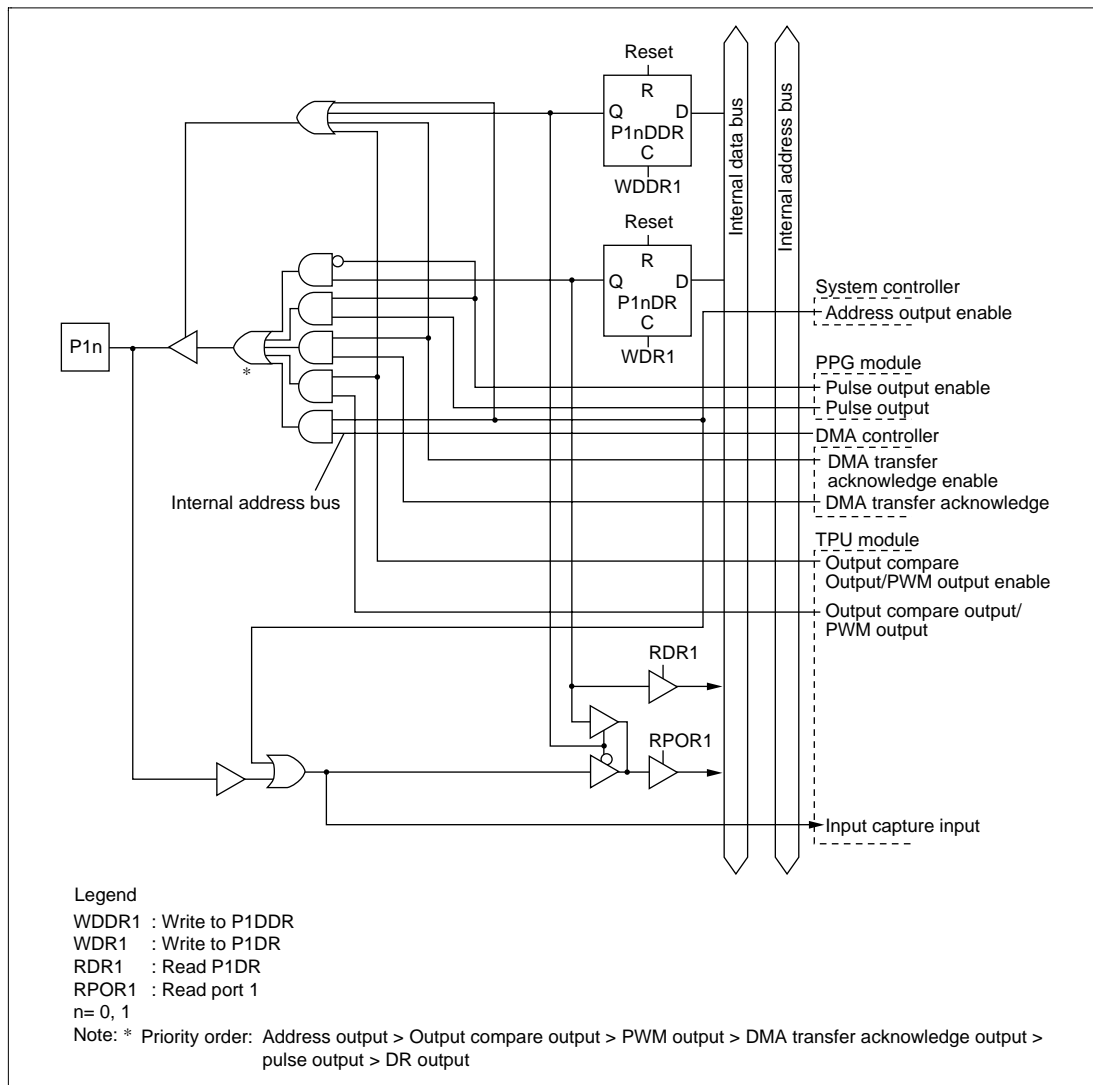 Reset
R
Q D
P1nDDR
C
WDDR1
Reset
R
Q D
P1nDR
C
WDR1
Internal data bus
Internal address bus
System controller
Address output enable
PPG module
Pulse output enable
Pulse output
DMA controller
DMA transfer
acknowledge enable
DMA transfer acknowledge
TPU module
Output compare
Output/PWM output enable
Output compare output/
PWM output
Input capture input
P1n
*
Internal address bus
RDR1
RPOR1
Legend
WDDR1 : Write to P1DDR
WDR1 : Write to P1DR
RDR1 : Read P1DR
RPOR1 : Read port 1
n= 0, 1
Note: * Priority order: Address output > Output compare output > PWM output > DMA transfer acknowledge output >
pulse output > DR output